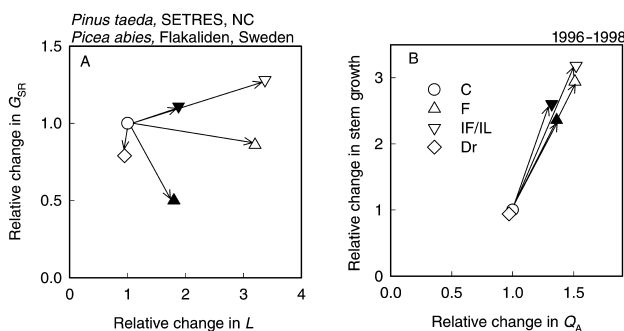 Pinus taeda, SETRES, NC
Picea abies, Flakaliden, Sweden
1996–1998
A
1.5
1.0
0.5
0.0
Relative change in GSR
0
1
2
3
4
Relative change in L
B
C
F
IF/IL
Dr
3
2
1
0
Relative change in stem growth
0.0
0.5
1.0
1.5
2.0
Relative change in QA